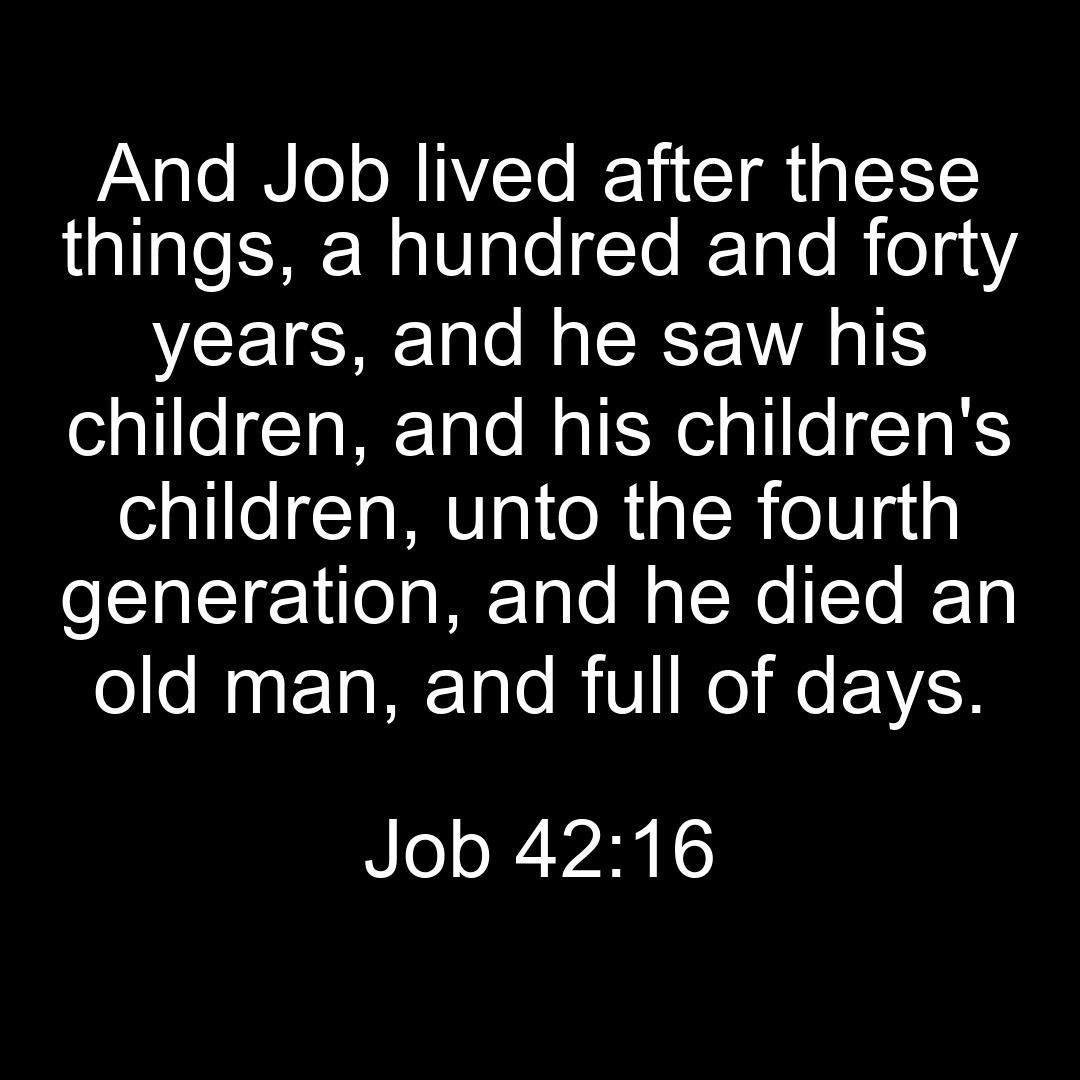 And Job lived after these
things, a hundred and forty
years, and he saw his
children, and his children's
children, unto the fourth
generation, and he died an
old man, and full of days.
Job 42:16